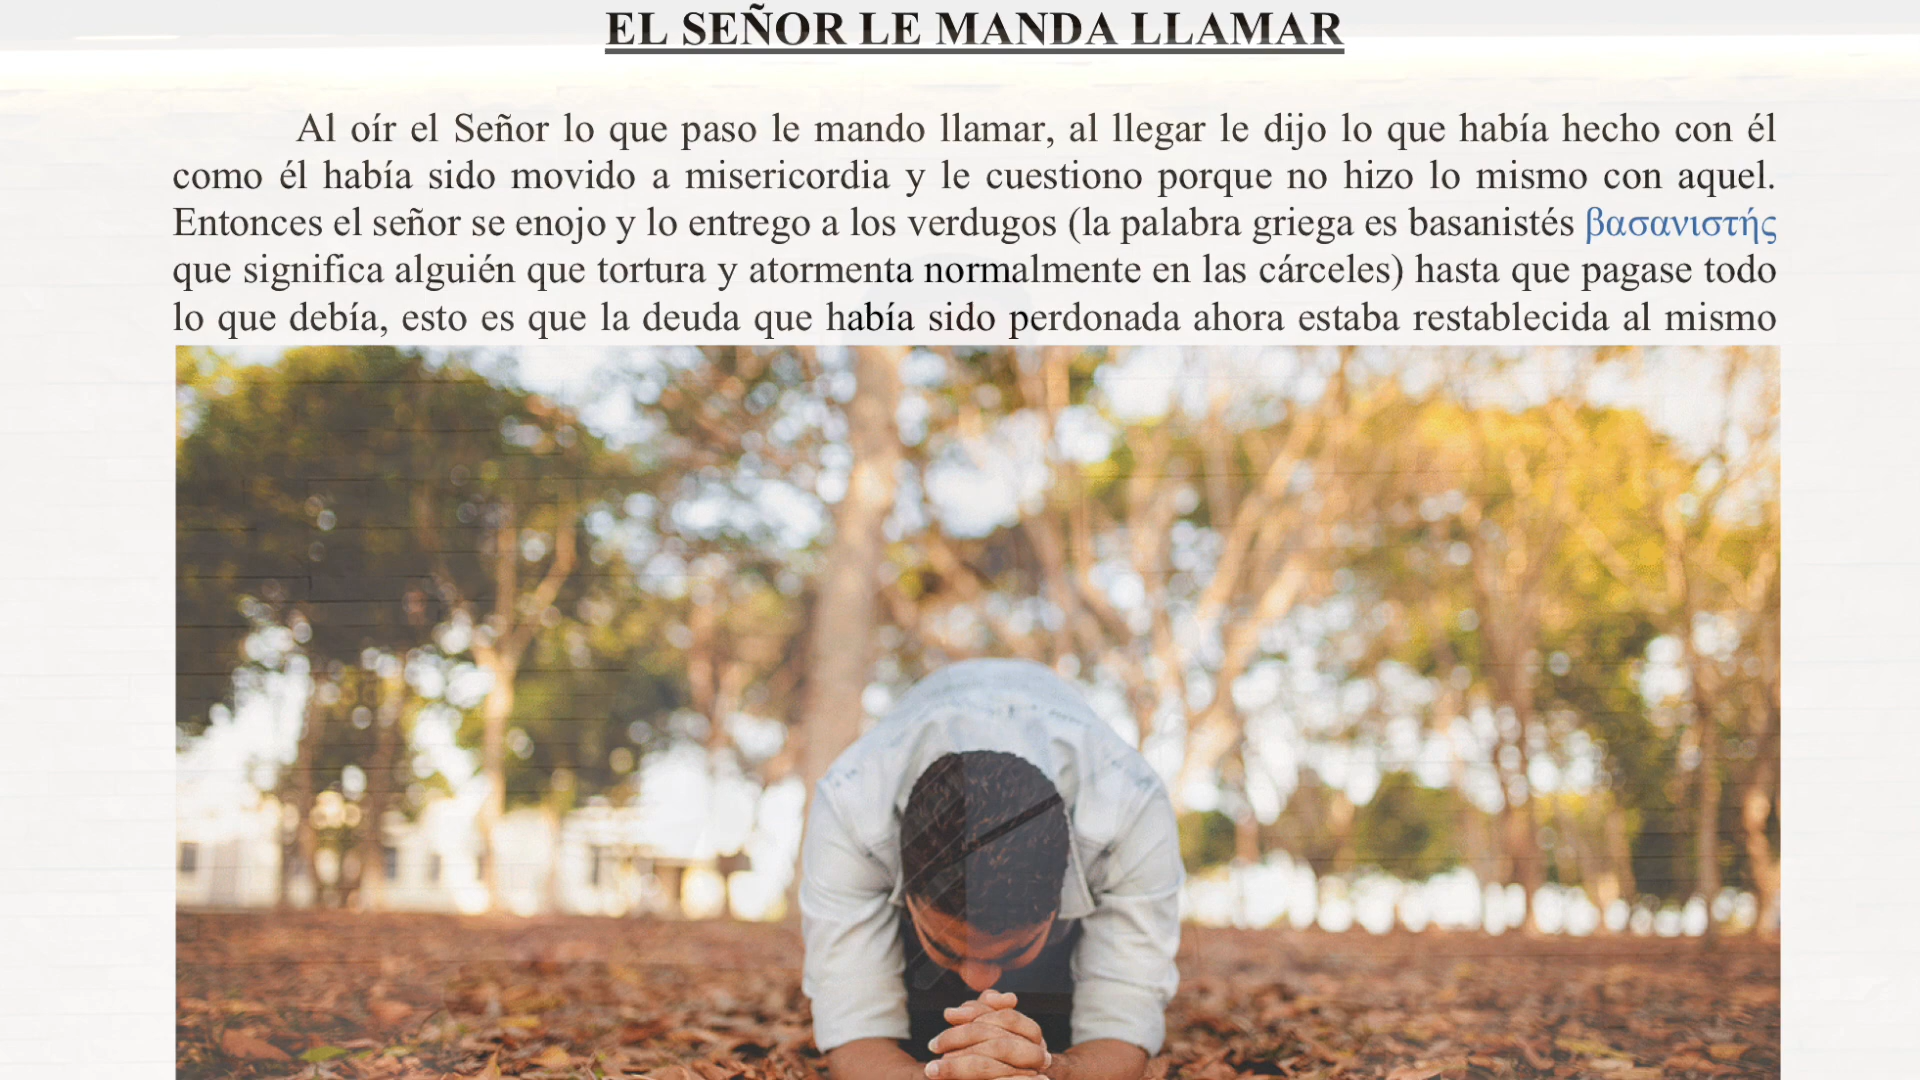 EL SEÑOR LE MANDA LLAMAR
Al oír el Señor lo que paso le mando llamar, al llegar le dijo lo que había hecho con él
como él había sido movido a misericordia y le cuestiono porque no hizo lo mismo con aquel.
Entonces el señor se enojo y lo entrego a los verdugos (la palabra griega es basanistés βασανιστής
que significa alguién que tortura y atormenta normalmente en las cárceles) hasta que pagase todo
lo que debía, esto es que la deuda que había sido perdonada ahora estaba restablecida al mismo